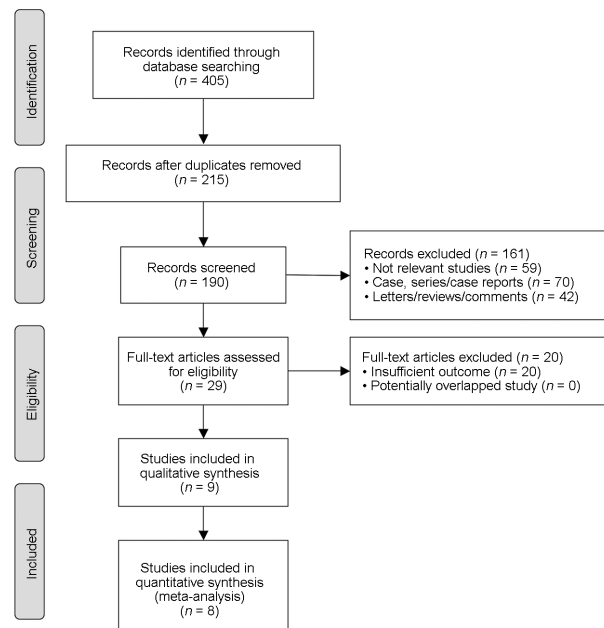 Identification
Records identified through
database searching
(n = 405)
Records after duplicates removed
(n = 215)
Screening
Records screened
(n = 190)
Records excluded (n = 161)
• Not relevant studies (n = 59)
• Case, series/case reports (n = 70)
• Letters/reviews/comments (n = 42)
Eligibility
Full-text articles assessed
for eligibility
(n = 29)
Full-text articles excluded (n = 20)
• Insufficient outcome (n = 20)
• Potentially overlapped study (n = 0)
Studies included in
qualitative synthesis
(n = 9)
Included
Studies included in
quantitative synthesis
(meta-analysis)
(n = 8)